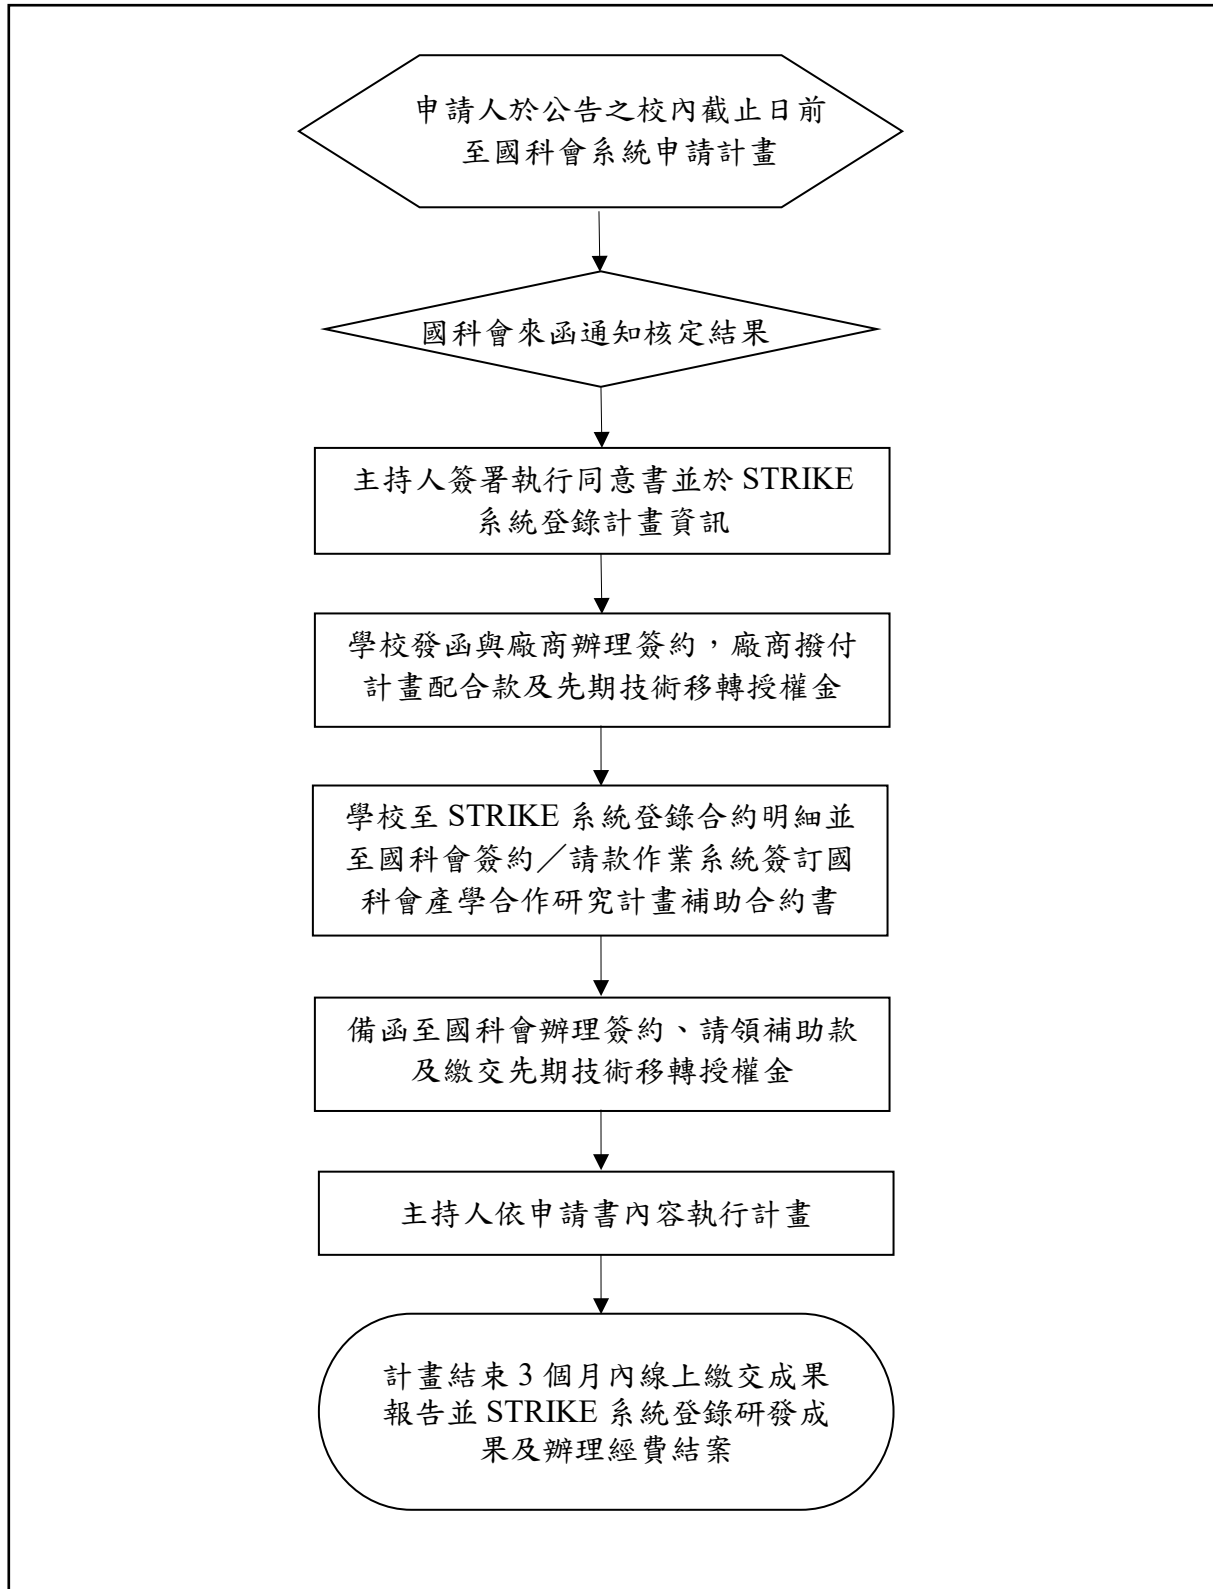 申請人於公告之校內截止日前
至國科會系統申請計畫
國科會來函通知核定結果
主持人簽署執行同意書並於 STRIKE
系統登錄計畫資訊
學校發函與廠商辦理簽約，廠商撥付
計畫配合款及先期技術移轉授權金
學校至 STRIKE 系統登錄合約明細並
至國科會簽約／請款作業系統簽訂國
科會產學合作研究計畫補助合約書
備函至國科會辦理簽約、請領補助款
及繳交先期技術移轉授權金
主持人依申請書內容執行計畫
計畫結束 3 個月內線上繳交成果
報告並 STRIKE 系統登錄研發成
果及辦理經費結案